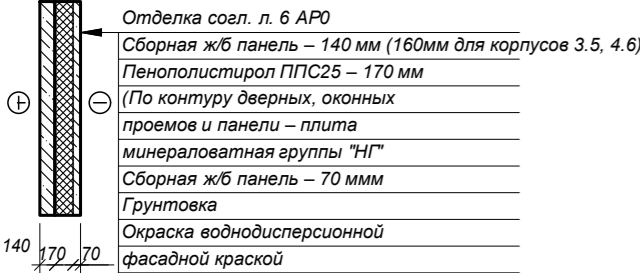 Отделка согл. л. 6 АР0
Сборная ж/б панель – 140 мм (160мм для корпусов 3.5, 4.6)
Пенополистирол ППС25 – 170 мм
(По контуру дверных, оконных
проемов и панели – плита
минераловатная группы "НГ"
Сборная ж/б панель – 70 ммм
Грунтовка
Окраска воднодисперсионной
фасадной краской
140 170 70